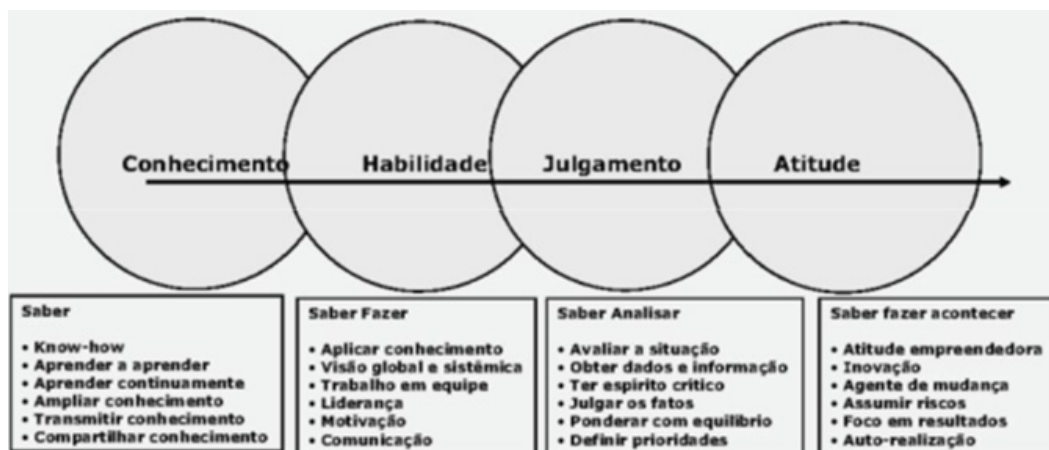 Conhecimento
Habilidade
Julgamento
Atitude
Saber
• Know-how
• Aprender a aprender
• Aprender continuamente
• Ampliar conhecimento
• Transmitir conhecimento
• Compartilhar conhecimento
Saber Fazer
• Aplicar conhecimento
• Visão global e sistêmica
• Trabalho em equipe
• Liderança
• Motivação
• Comunicação
Saber Analisar
• Avaliar a situação
• Obter dados e informação
• Ter espirito critico
• Julgar os fatos
• Ponderar com equilibrio
• Definir prioridades
Saber fazer acontecer
• Atitude empreendedora
• Inovação
• Agente de mudança
• Assumir riscos
• Foco em resultados
• Auto-realização